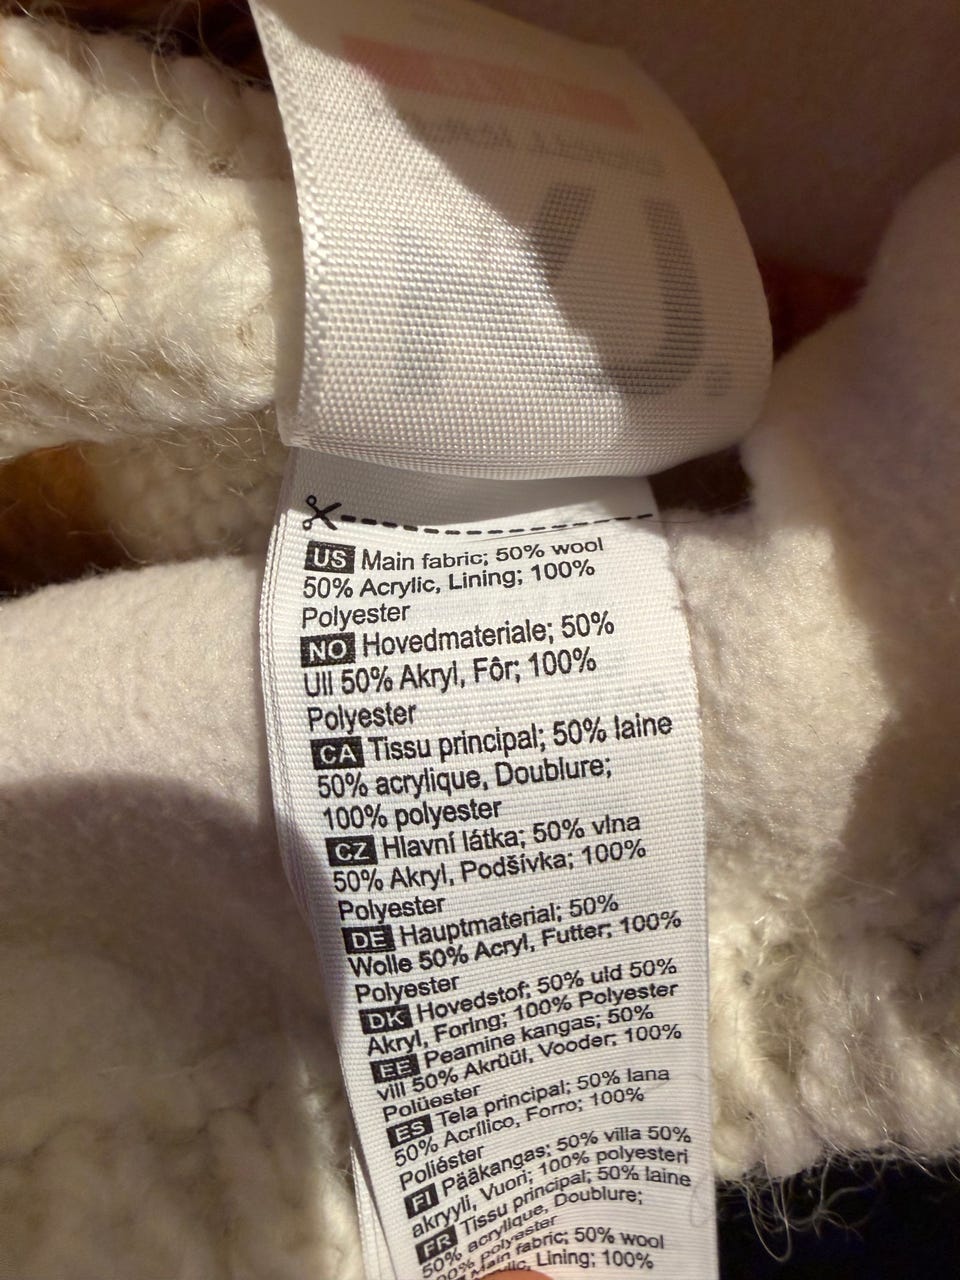 US Main fabric; 50% wool
50% Acrylic, Lining; 100%
Polyester
NO Hovedmateriale; 50%
Ull 50% Akryl, Fôr; 100%
Polyester
CA Tissu principal; 50% laine
50% acrylique, Doublure;
100% polyester
CZ Hlavní látka; 50% vlna
50% Akryl, Podšívka; 100%
Polyester
DE Hauptmaterial; 50%
Wolle 50% Acryl, Futter; 100%
Polyester
DK Hovedstof; 50% uld 50%
Akryl, Foring; 100% Polyester
EE Peamine kangas; 50%
vill 50% Akrüül, Vooder; 100%
Polüester
ES Tela principal; 50% lana
50% Acrílico, Forro; 100%
Poliéster
FI Pääkangas; 50% villa 50%
akryyli, Vuori; 100% polyesteri
FR Tissu principal; 50% laine
50% acrylique, Doublure;
100% polyester
Main fabric; 50% wool
Lining; 100%